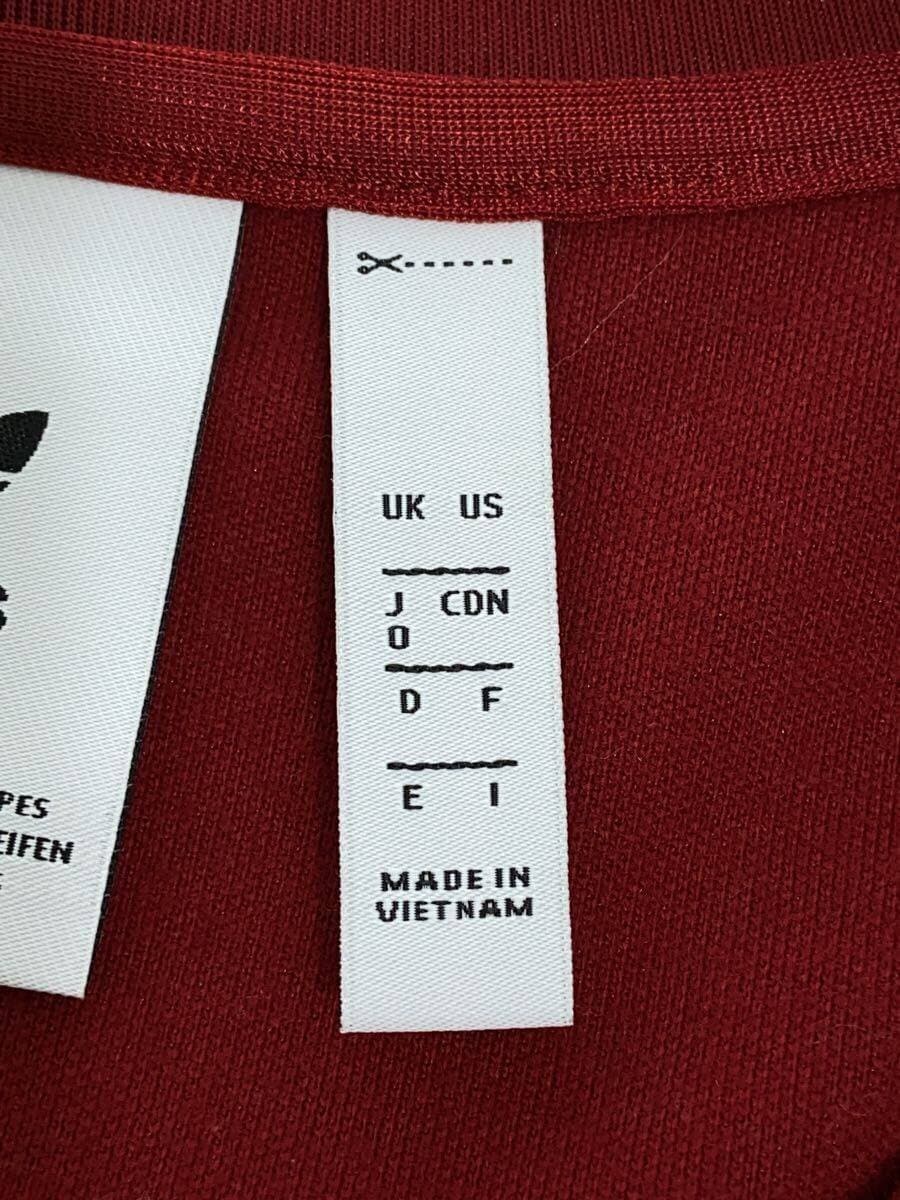 UK US
J CDN
O
D F
E I
MADE IN
VIETNAM
PES
EIFEN